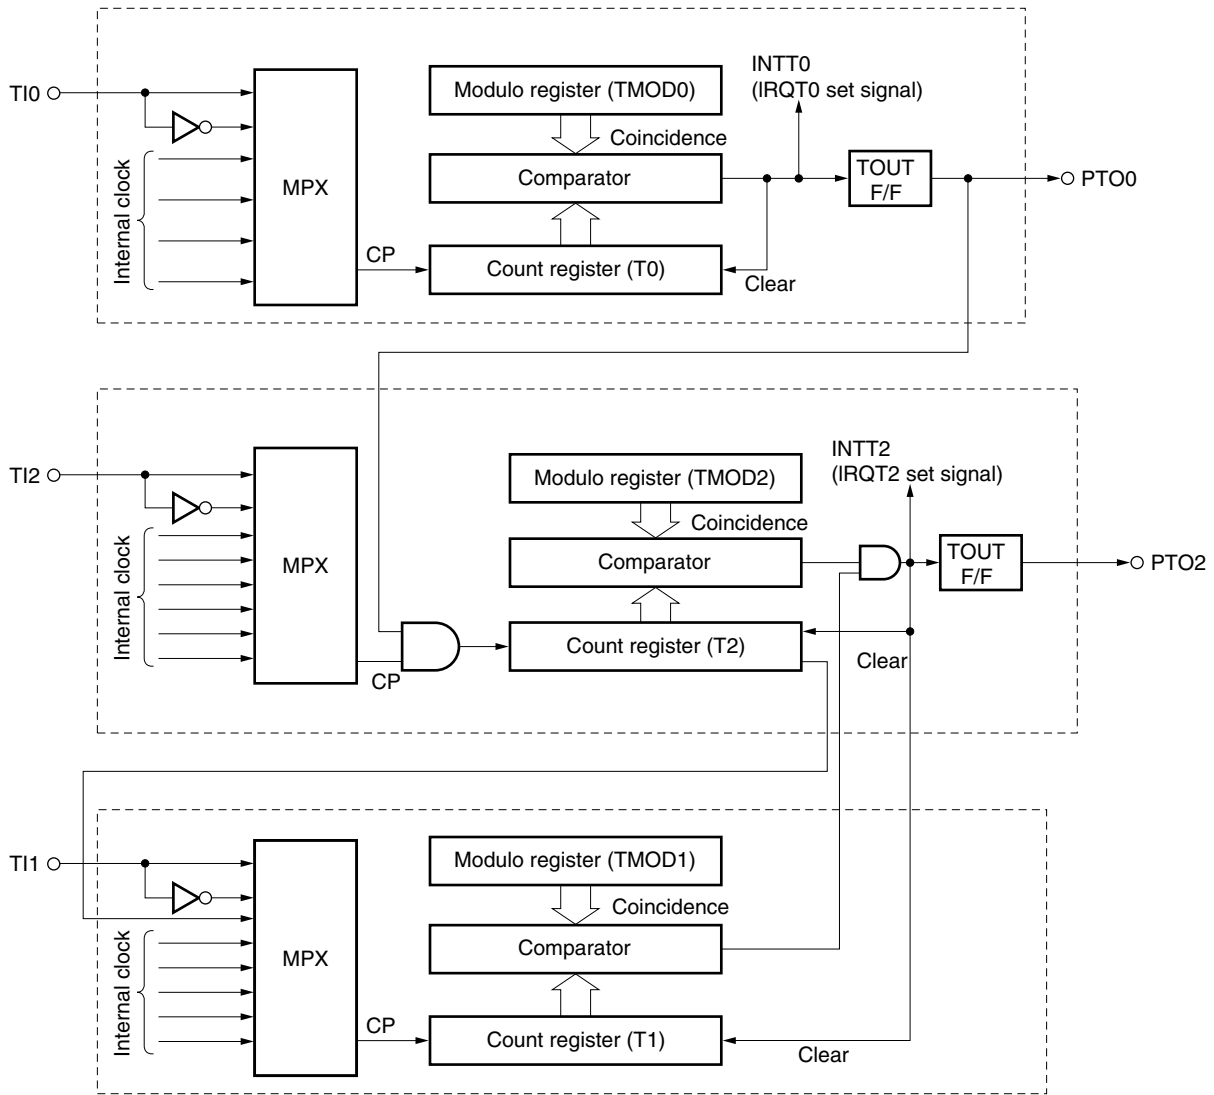 TI0
Internal clock
MPX
CP
Modulo register (TMOD0)
Coincidence
Comparator
Count register (T0)
Clear
INTT0
(IRQT0 set signal)
TOUT
F/F
PTO0
TI2
Internal clock
MPX
CP
Modulo register (TMOD2)
Coincidence
Comparator
Count register (T2)
Clear
INTT2
(IRQT2 set signal)
TOUT
F/F
PTO2
TI1
Internal clock
MPX
CP
Modulo register (TMOD1)
Coincidence
Comparator
Count register (T1)
Clear